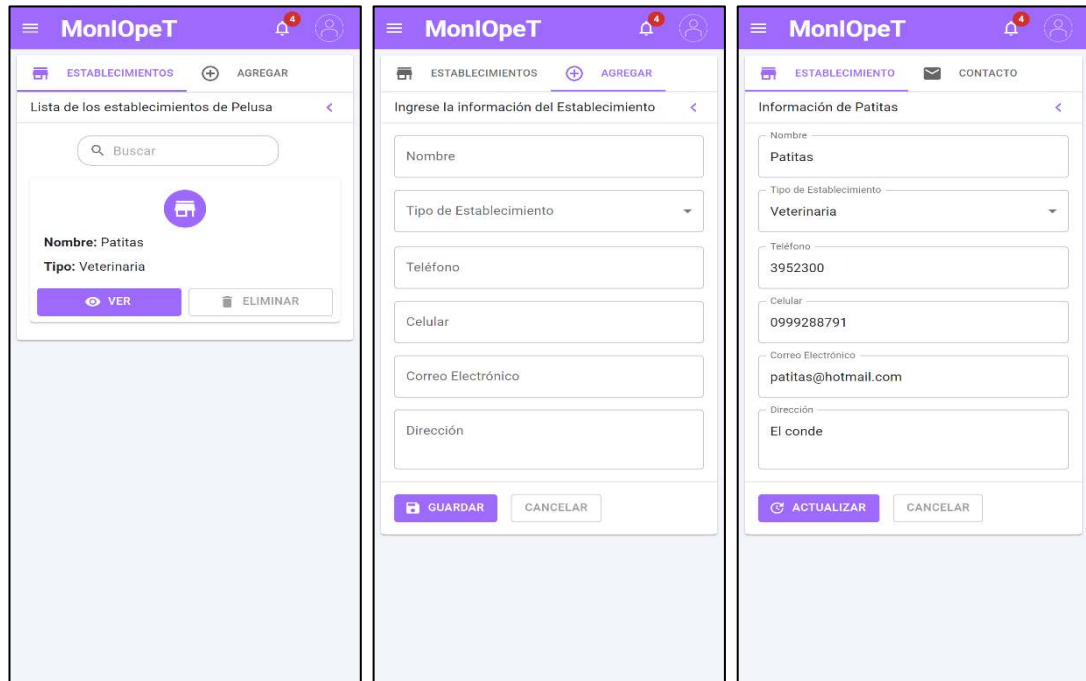 MonIOpeT
4
ESTABLECIMIENTOS
AGREGAR
Lista de los establecimientos de Pelusa
Buscar
Nombre: Patitas
Tipo: Veterinaria
VER
ELIMINAR
MonIOpeT
4
ESTABLECIMIENTOS
AGREGAR
Ingrese la información del Establecimiento
Nombre
Tipo de Establecimiento
Teléfono
Celular
Correo Electrónico
Dirección
GUARDAR
CANCELAR
MonIOpeT
4
ESTABLECIMIENTO
CONTACTO
Información de Patitas
Nombre
Patitas
Tipo de Establecimiento
Veterinaria
Teléfono
3952300
Celular
0999288791
Correo Electrónico
patitas@hotmail.com
Dirección
El conde
ACTUALIZAR
CANCELAR